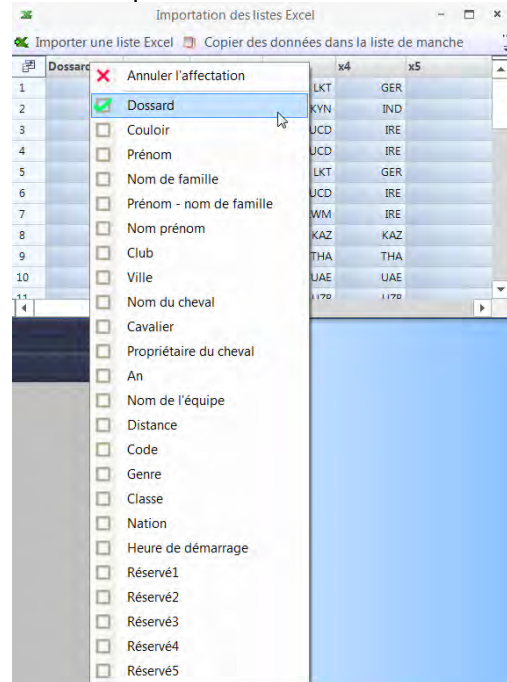 Importation des listes Excel
Importer une liste Excel Copier des données dans la liste de manche
Dossard x4 x5
1 LKT GER
2 KYN IND
3 UCD IRE
4 UCD IRE
5 LKT GER
6 UCD IRE
7 WM IRE
8 KAZ KAZ
9 THA THA
10 UAE UAE
11 UZB UZB
Annuler l'affectation
Dossard
Couloir
Prénom
Nom de famille
Prénom - nom de famille
Nom prénom
Club
Ville
Nom du cheval
Cavalier
Propriétaire du cheval
An
Nom de l'équipe
Distance
Code
Genre
Classe
Nation
Heure de démarrage
Réservé1
Réservé2
Réservé3
Réservé4
Réservé5